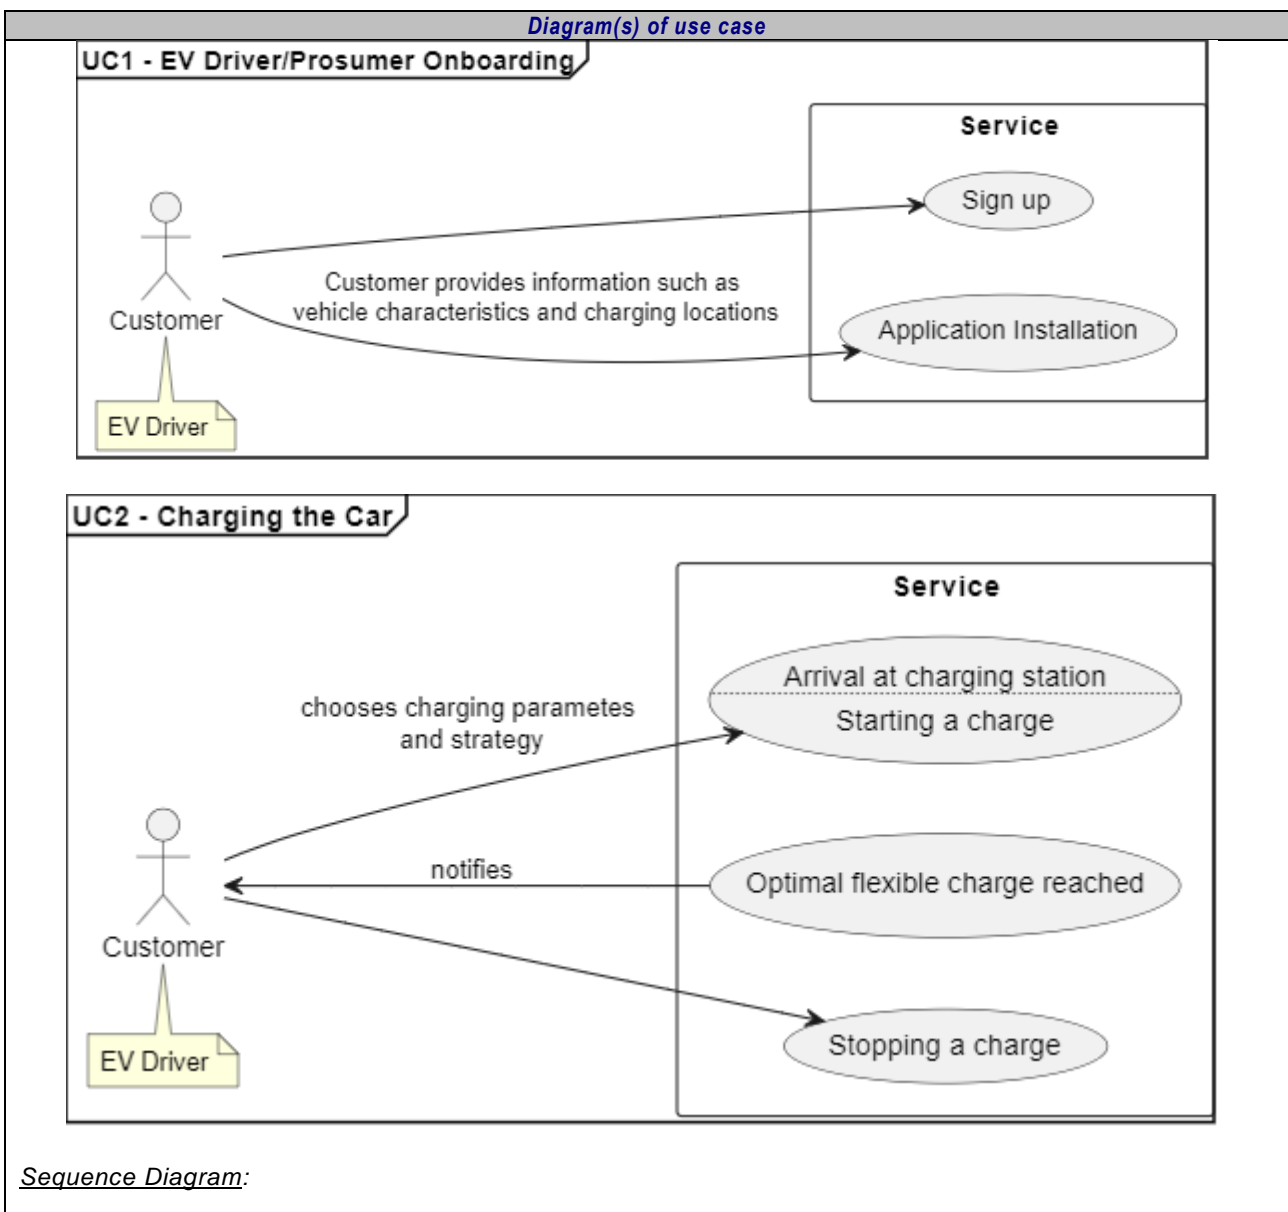 Diagram(s) of use case
UC1 - EV Driver/Prosumer Onboarding
Service
Sign up
Customer provides information such as
vehicle characteristics and charging locations
Application Installation
Customer
EV Driver
UC2 - Charging the Car
Service
Arrival at charging station
Starting a charge
chooses charging parametes
and strategy
notifies
Optimal flexible charge reached
Customer
Stopping a charge
EV Driver
Sequence Diagram: